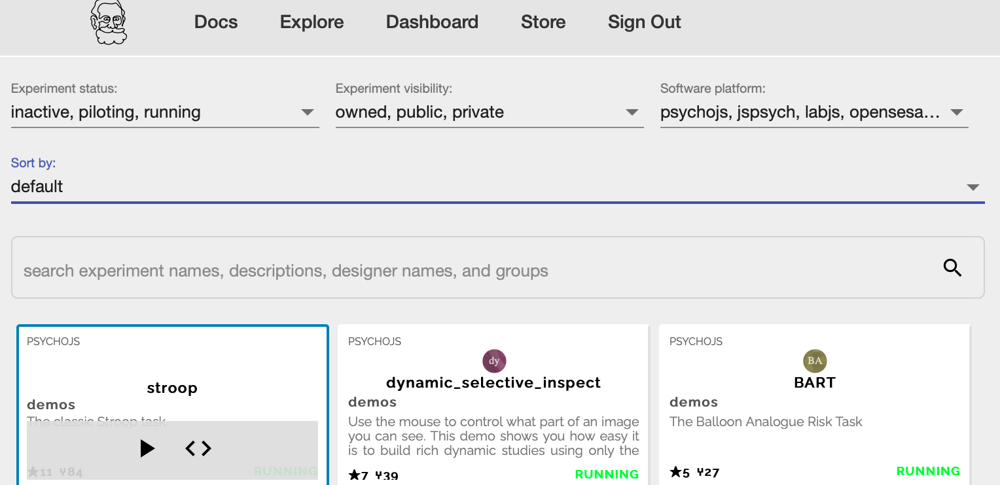 Docs Explore Dashboard Store Sign Out
Experiment status: Experiment visibility: Software platform:
inactive, piloting, running owned, public, private psychojs, jspsych, labjs, opensesa…
Sort by:
default
search experiment names, descriptions, designer names, and groups
PSYCHOJS
stroop
demos
The classic Stroop task.
11 84 RUNNING
PSYCHOJS
dy
dynamic_selective_inspect
demos
Use the mouse to control what part of an image
you can see. This demo shows you how easy it
is to build rich dynamic studies using only the
7 39 RUNNING
PSYCHOJS
BA
BART
demos
The Balloon Analogue Risk Task
5 27 RUNNING